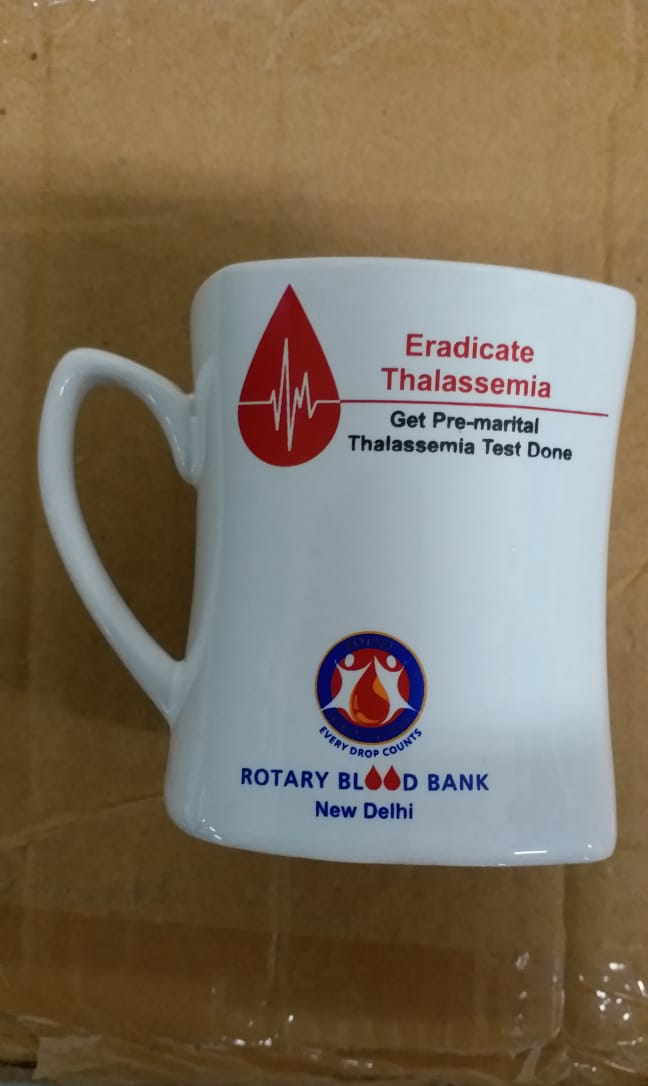 Eradicate
Thalassemia
Get Pre-marital
Thalassemia Test Done
EVERY DROP COUNTS
ROTARY BLOOD BANK
New Delhi